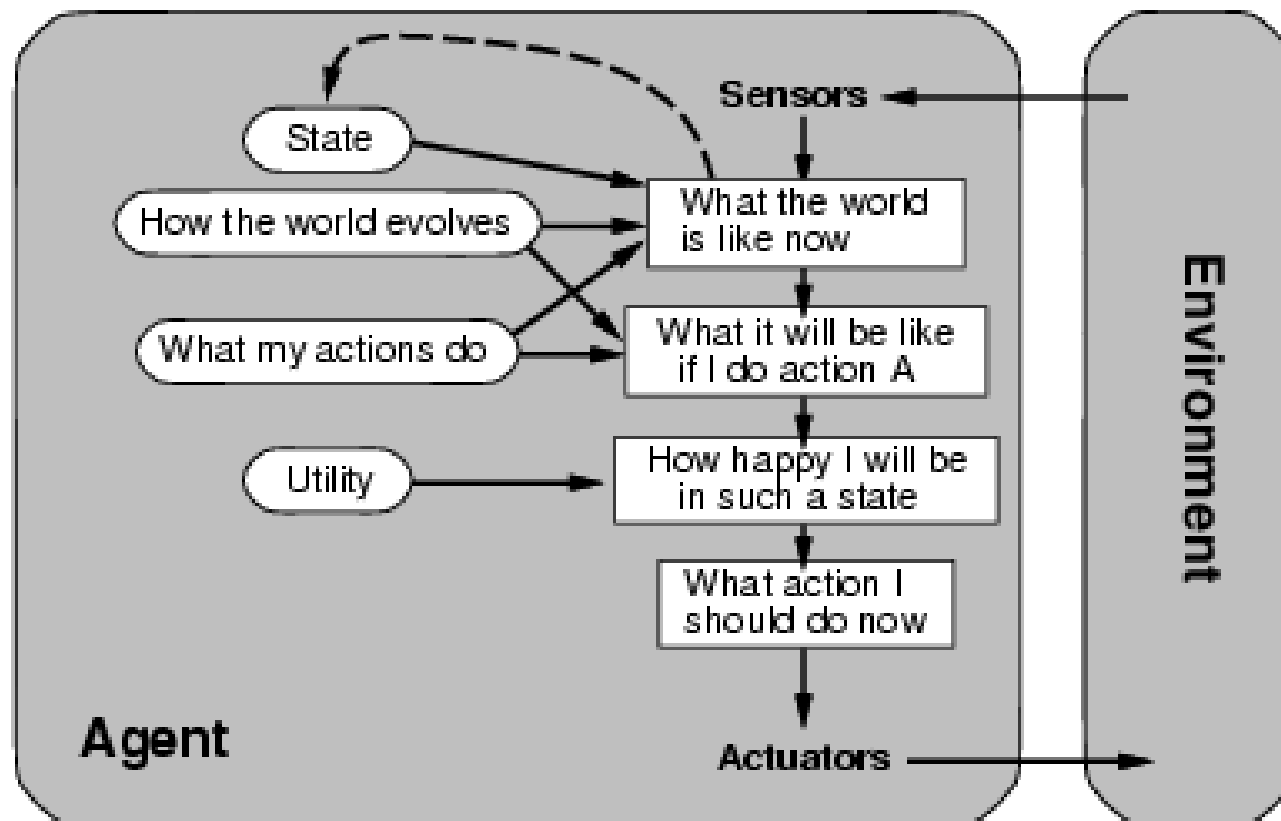 Sensors
State
What the world
is like now
How the world evolves
What it will be like
if I do action A
What my actions do
How happy I will be
in such a state
Utility
What action I
should do now
Agent
Actuators
Environment